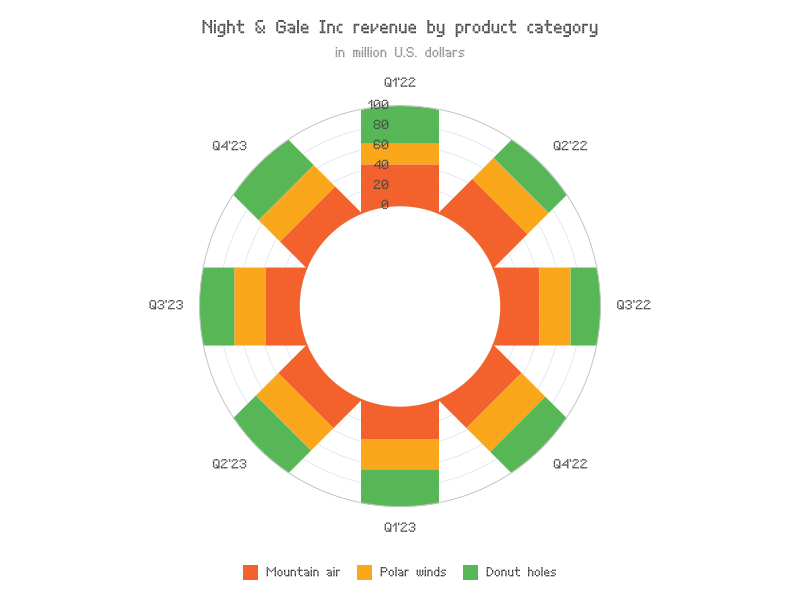 Night & Gale Inc revenue by product category
in million U.S. dollars
Q1'22
100
80
60
40
20
0
Q2'22
Q3'22
Q4'22
Q1'23
Q2'23
Q3'23
Q4'23
Mountain air Polar winds Donut holes